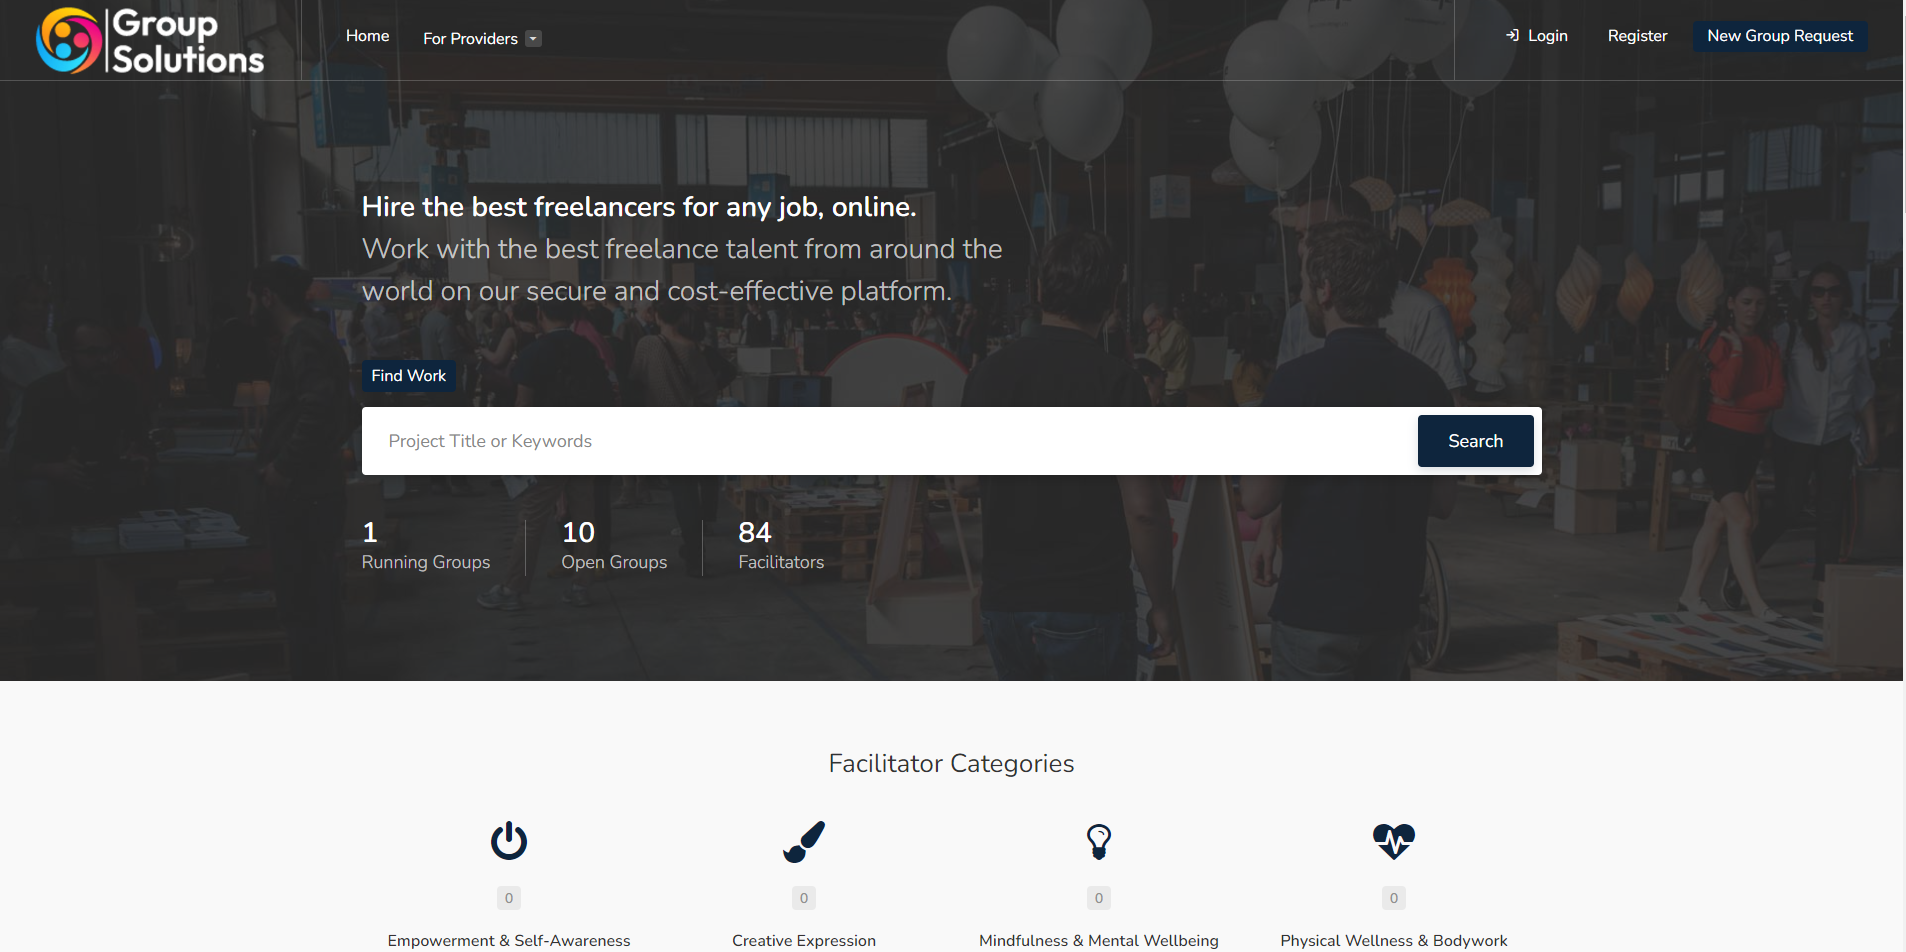 Group
Solutions
Home
For Providers
Login
Register
New Group Request
Hire the best freelancers for any job, online.
Work with the best freelance talent from around the
world on our secure and cost-effective platform.
Find Work
Project Title or Keywords
Search
1
Running Groups
10
Open Groups
84
Facilitators
Facilitator Categories
0
Empowerment & Self-Awareness
0
Creative Expression
0
Mindfulness & Mental Wellbeing
0
Physical Wellness & Bodywork